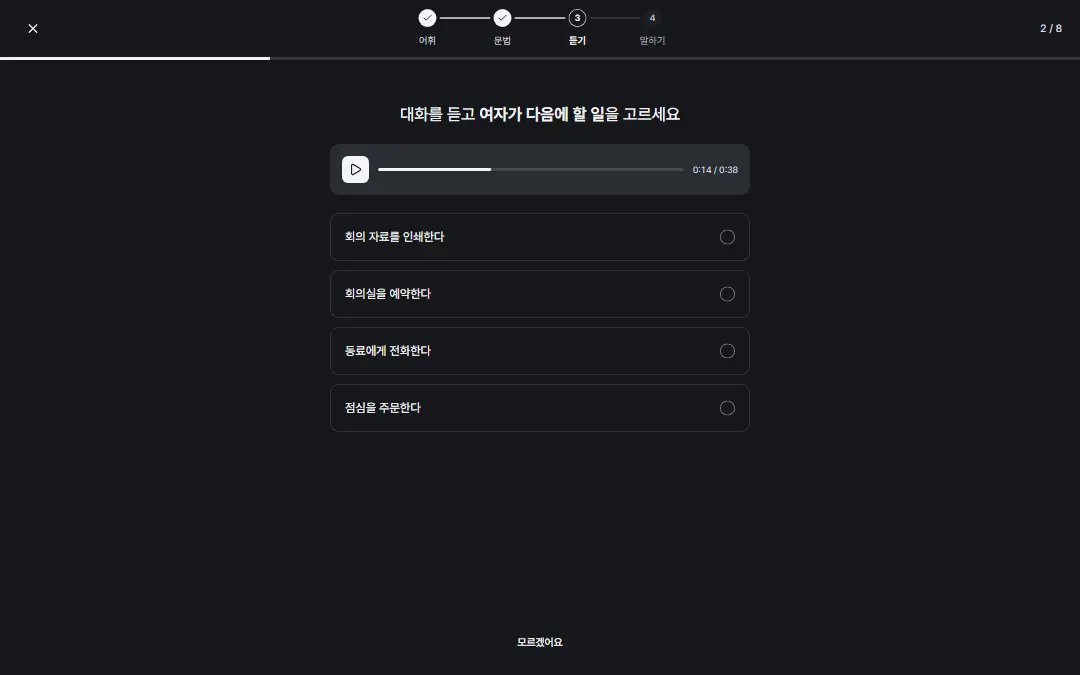 3
4
어휘
문법
듣기
말하기
2 / 8
대화를 듣고 여자가 다음에 할 일을 고르세요
0:14 / 0:38
회의 자료를 인쇄한다
회의실을 예약한다
동료에게 전화한다
점심을 주문한다
모르겠어요